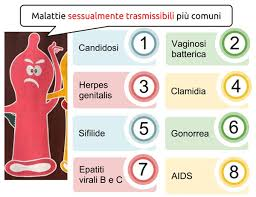 Malattie sessualmente trasmissibili più comuni
Candidosi 1
Vaginosi
batterica 2
Herpes
genitalis 3
Clamidia 4
Sifilide 5
Gonorrea 6
Epatiti
virali B e C 7
AIDS 8